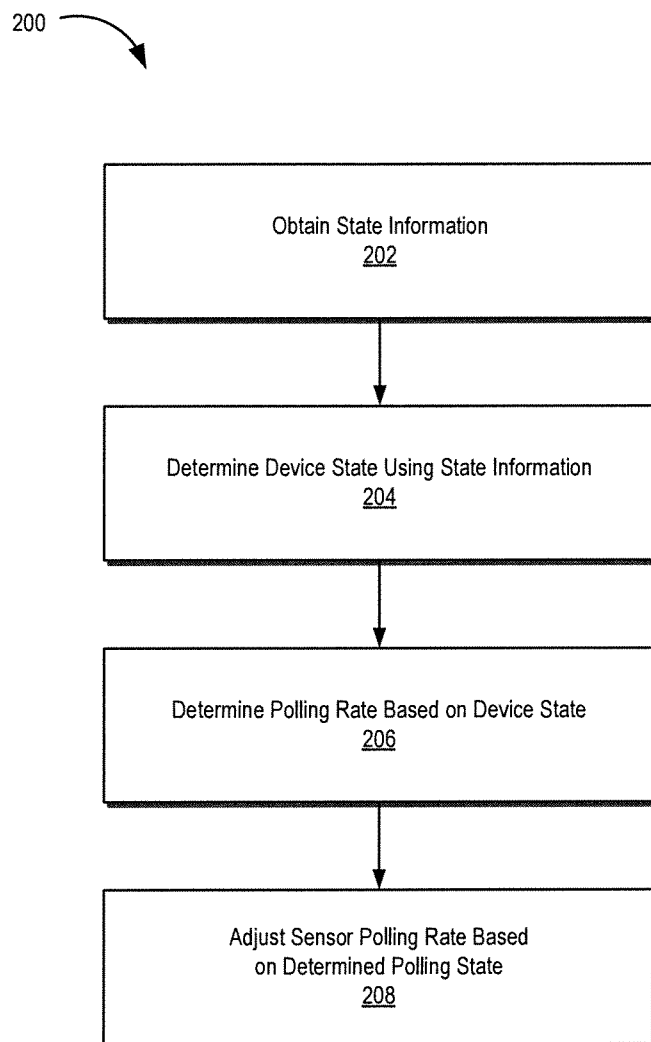 200
Obtain State Information
202
Determine Device State Using State Information
204
Determine Polling Rate Based on Device State
206
Adjust Sensor Polling Rate Based
on Determined Polling State
208